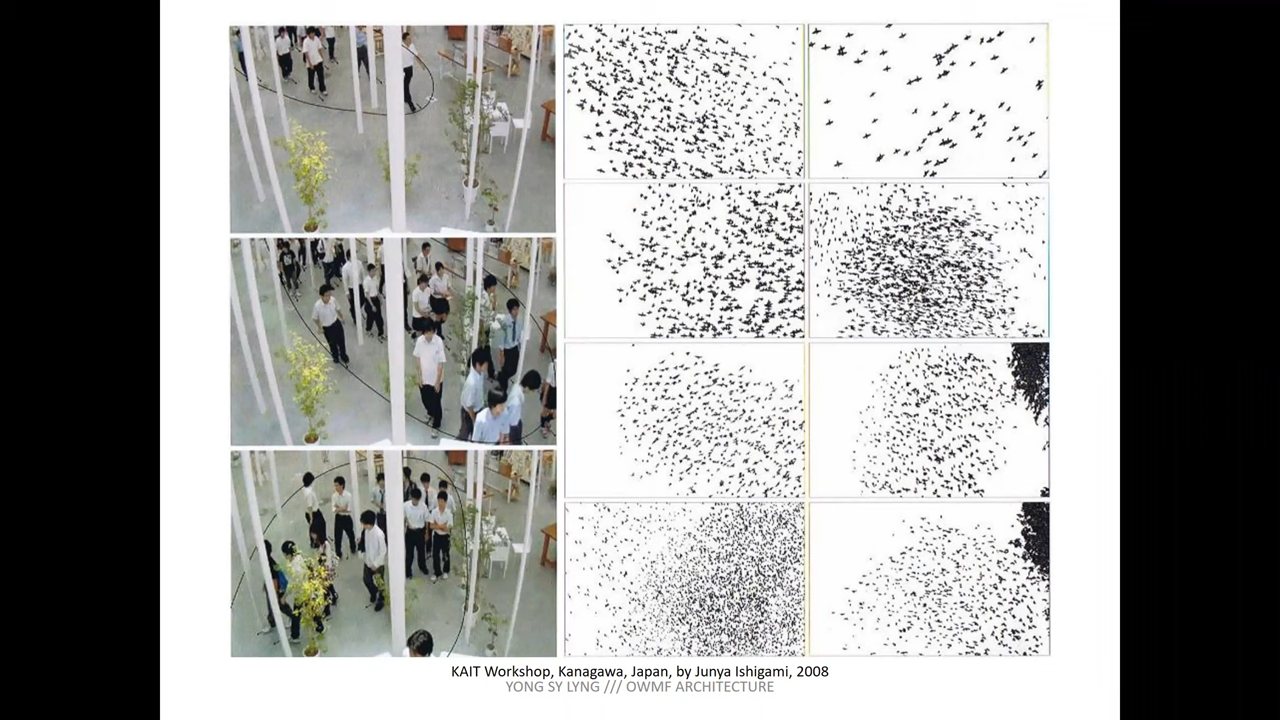 KAIT Workshop, Kanagawa, Japan, by Junya Ishigami, 2008
YONG SY LYNG /// OWMF ARCHITECTURE